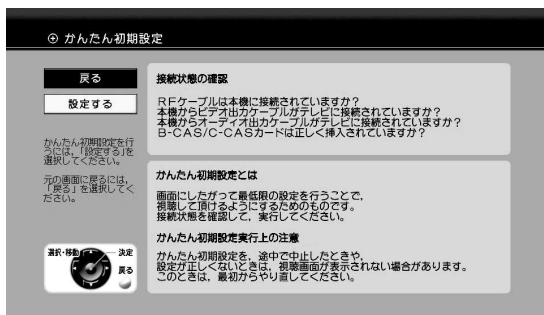 かんたん初期設定
戻る
設定する
かんたん初期設定を行
うには、「設定する」を
選択してください。
元の画面に戻るには、
「戻る」を選択してく
ださい。
選択・移動
決定
戻る
接続状態の確認
RFケーブルは本機に接続されていますか?
本機からビデオ出力ケーブルがテレビに接続されていますか?
本機からオーディオ出力ケーブルがテレビに接続されていますか?
B-CAS/C-CASカードは正しく挿入されていますか?
かんたん初期設定とは
画面にしたがって最低限の設定を行うことで、
視聴して頂けるようにするためのものです。
接続状態を確認して、実行してください。
かんたん初期設定実行上の注意
かんたん初期設定を、途中で中止したときや、
設定が正しくないときは、視聴画面が表示されない場合があります。
このときは、最初からやり直してください。